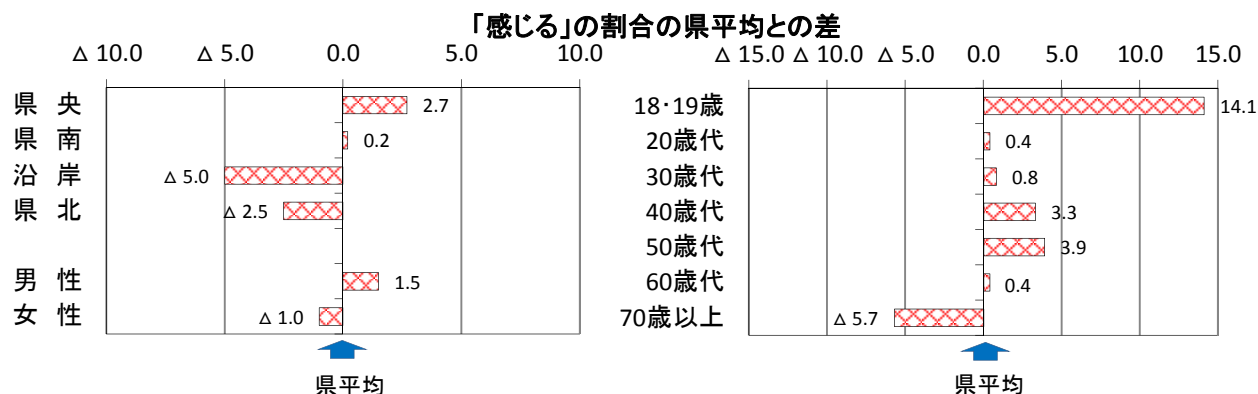 「感じる」の割合の県平均との差
△ 10.0 △ 5.0 0.0 5.0 10.0
県 央 2.7
県 南 0.2
沿 岸 △ 5.0
県 北 △ 2.5
男 性 1.5
女 性 △ 1.0
県平均
△ 15.0 △ 10.0 △ 5.0 0.0 5.0 10.0 15.0
18・19歳 14.1
20歳代 0.4
30歳代 0.8
40歳代 3.3
50歳代 3.9
60歳代 0.4
70歳以上 △ 5.7
県平均